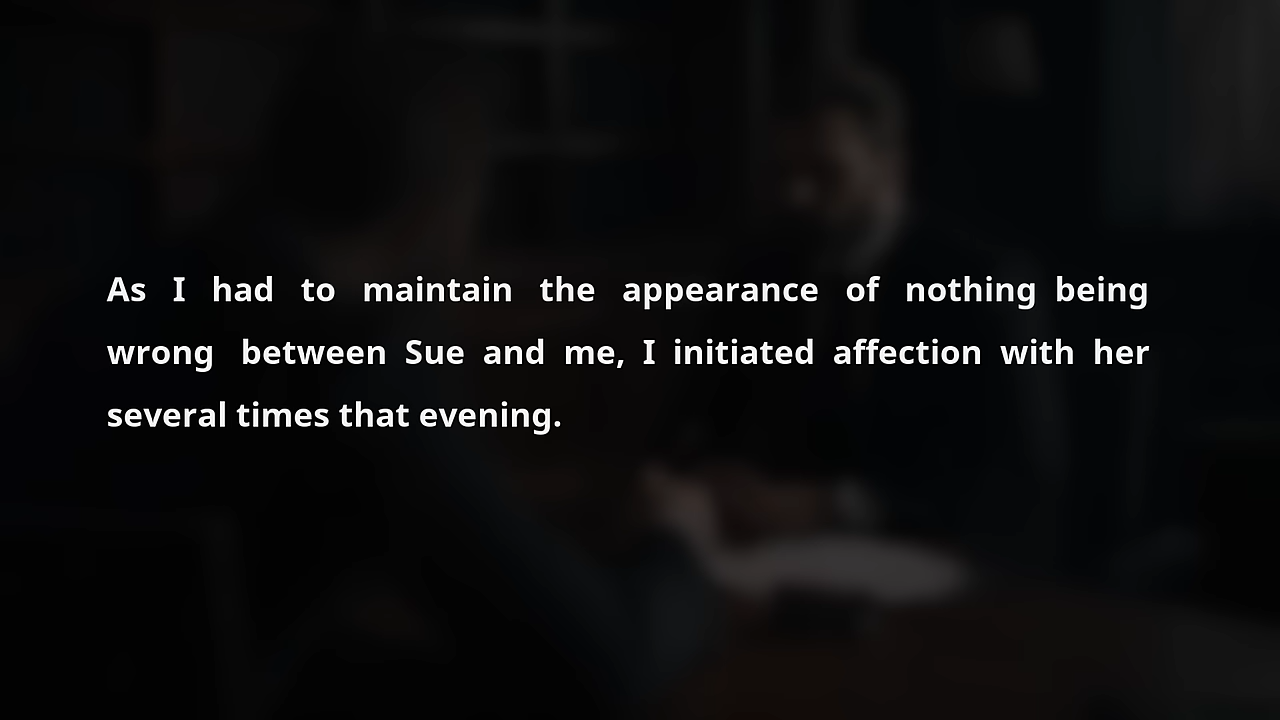 As I had to maintain the appearance of nothing being
wrong between Sue and me, I initiated affection with her
several times that evening.